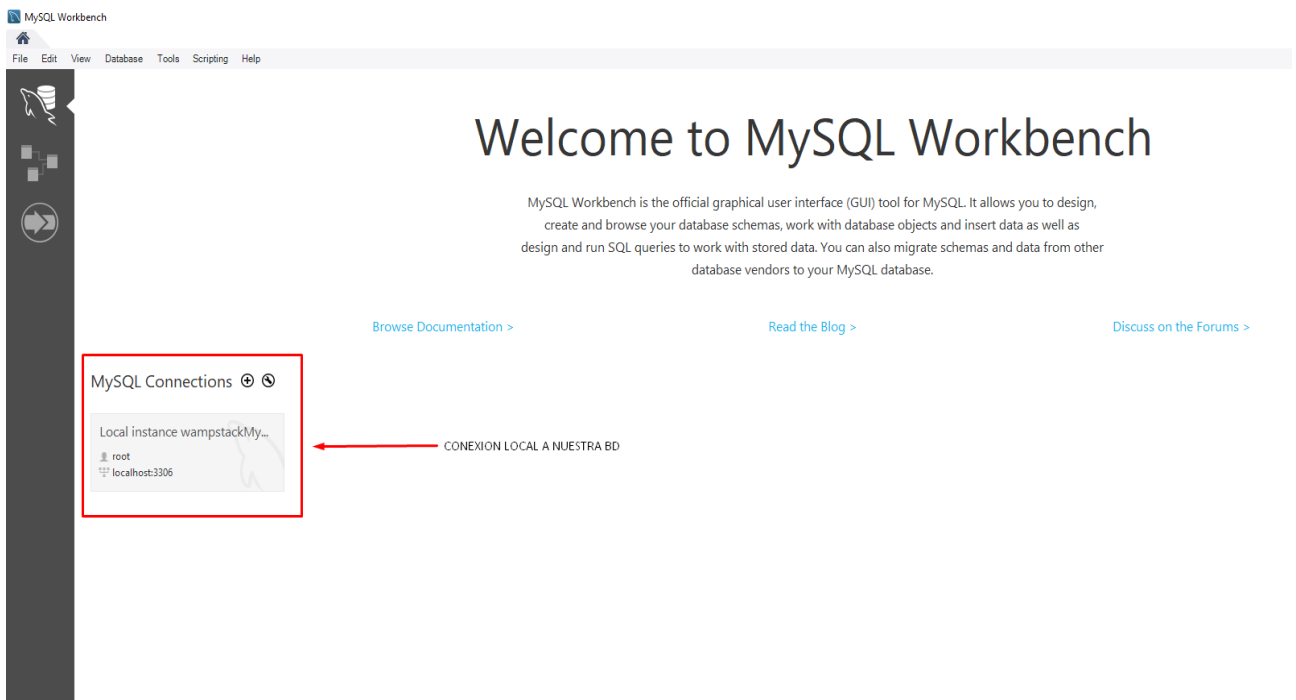 MySQL Workbench
File Edit View Database Tools Scripting Help
Welcome to MySQL Workbench
MySQL Workbench is the official graphical user interface (GUI) tool for MySQL. It allows you to design,
create and browse your database schemas, work with database objects and insert data as well as
design and run SQL queries to work with stored data. You can also migrate schemas and data from other
database vendors to your MySQL database.
Browse Documentation > Read the Blog > Discuss on the Forums >
MySQL Connections
Local instance wampstackMy...
root
localhost:3306
CONEXION LOCAL A NUESTRA BD